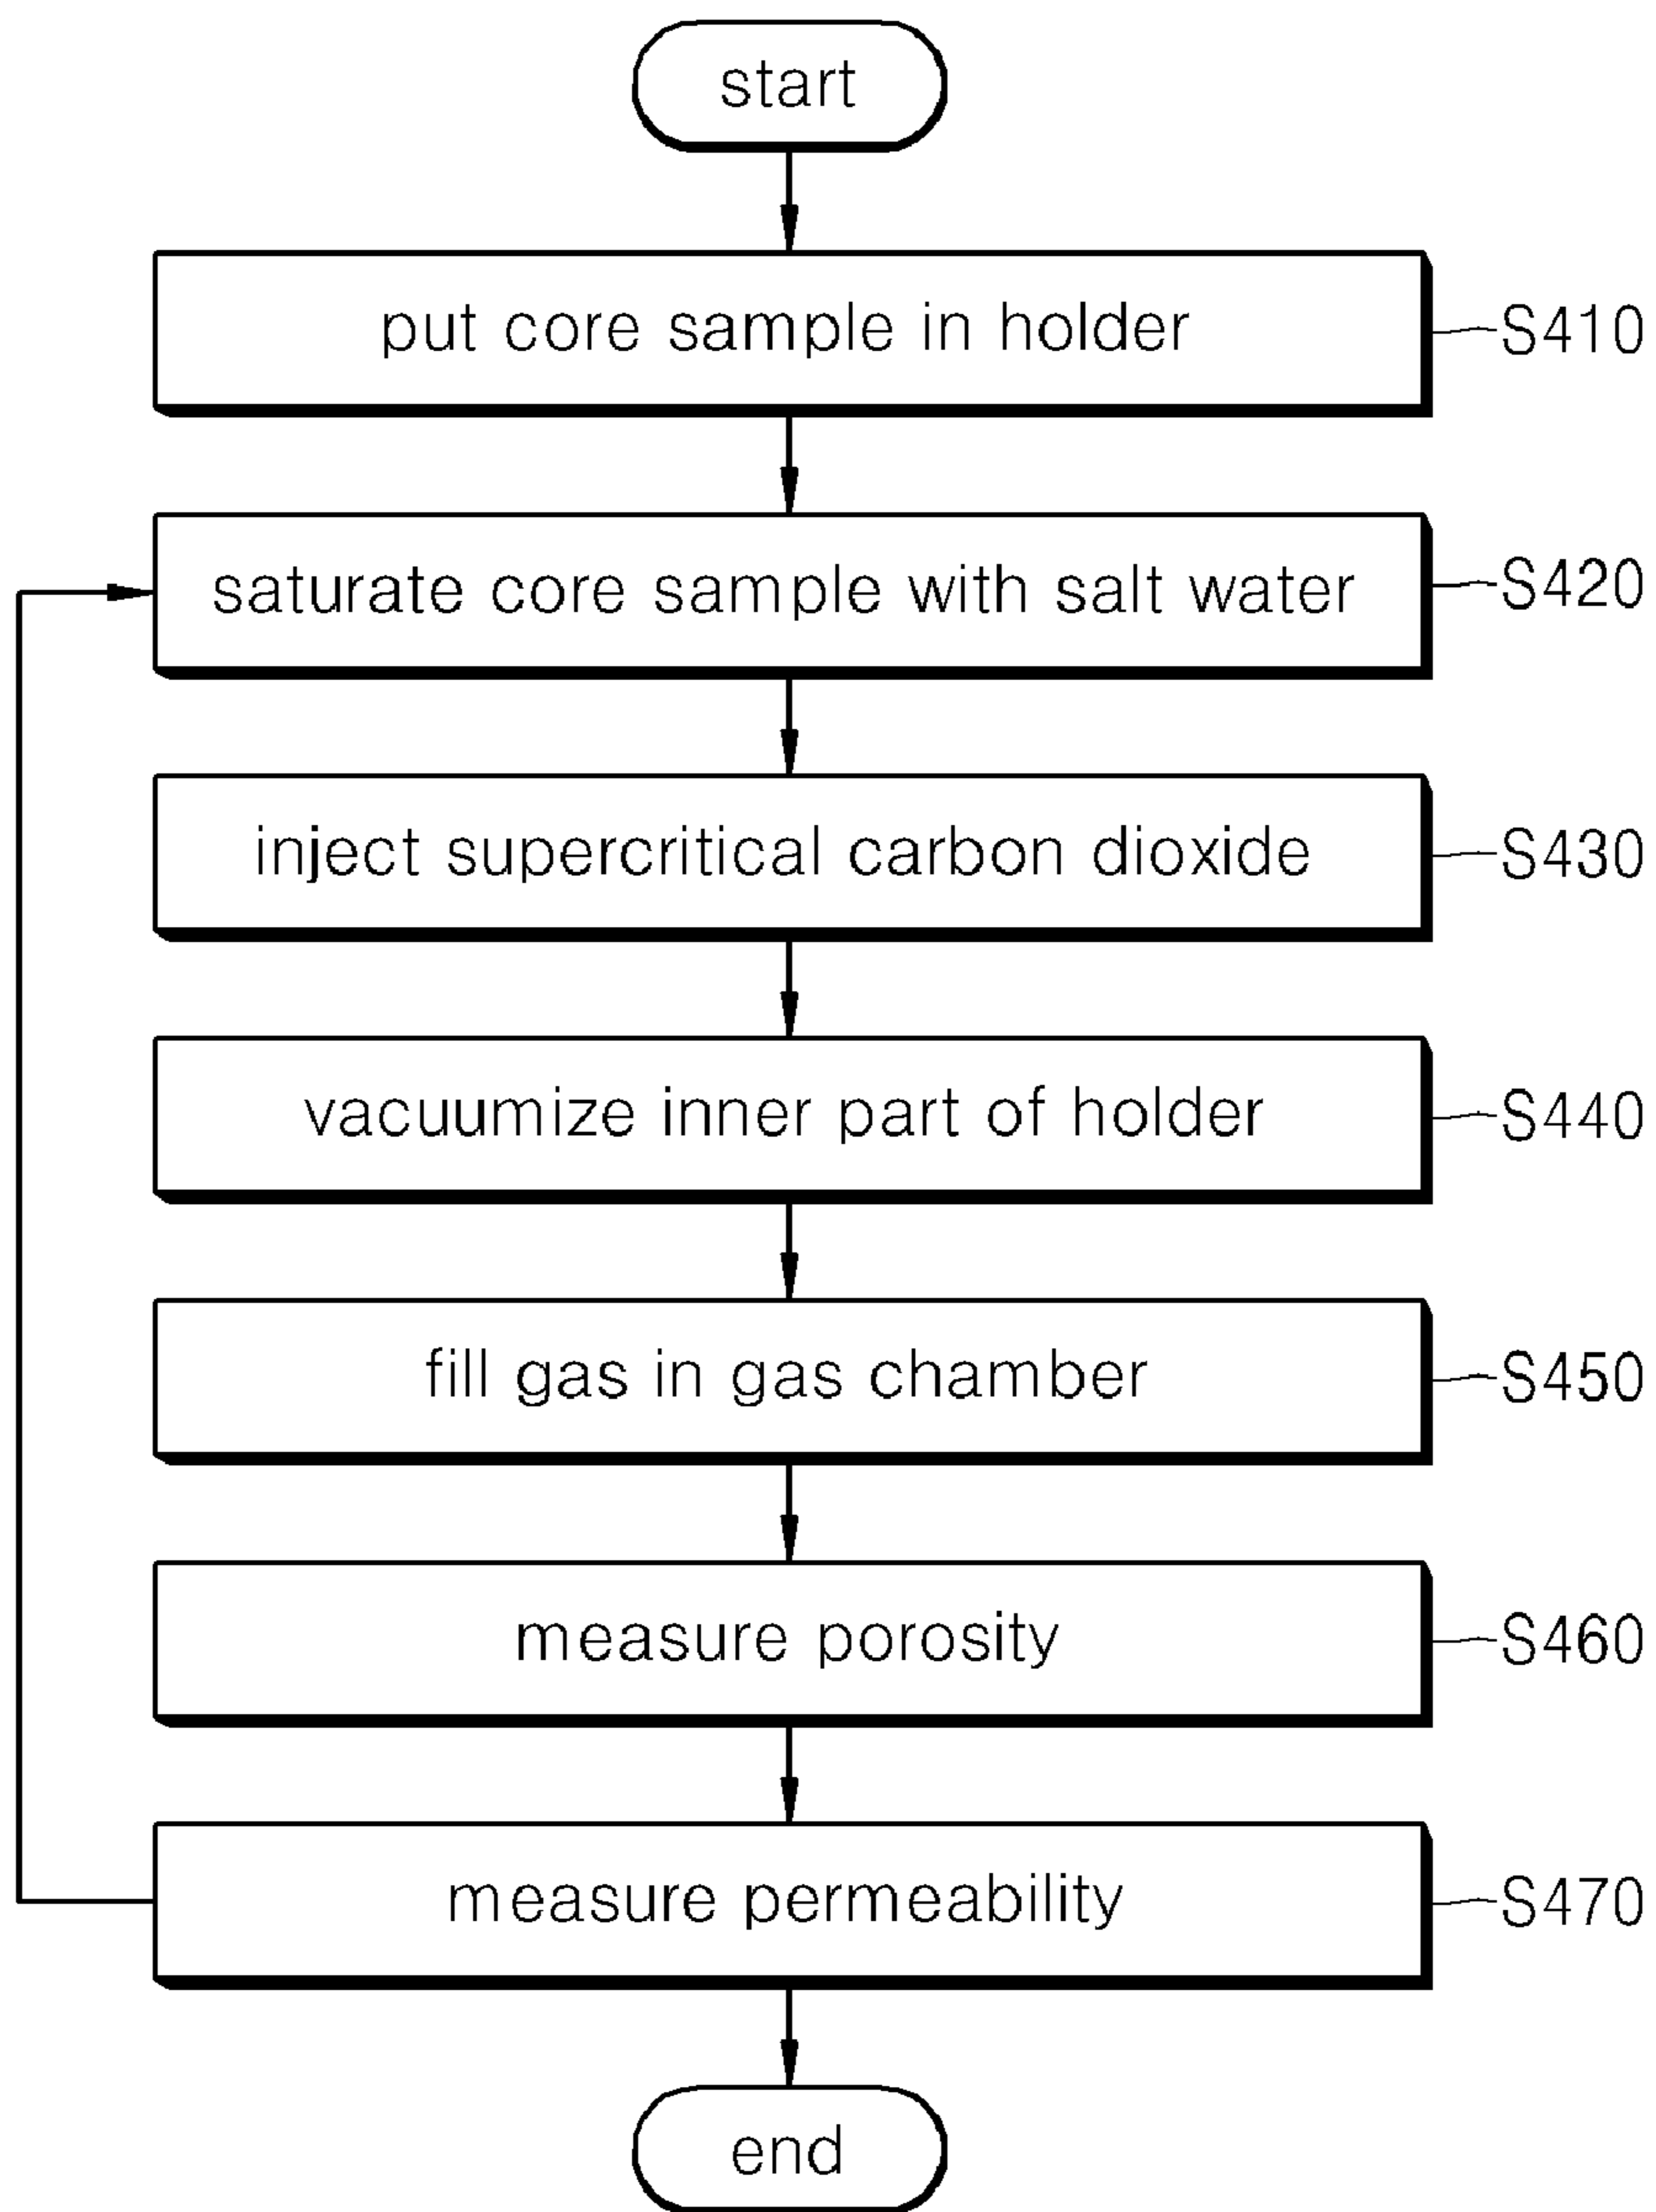 start
put core sample in holder
S410
saturate core sample with salt water
S420
inject supercritical carbon dioxide
S430
vacuumize inner part of holder
S440
fill gas in gas chamber
S450
measure porosity
S460
measure permeability
S470
end